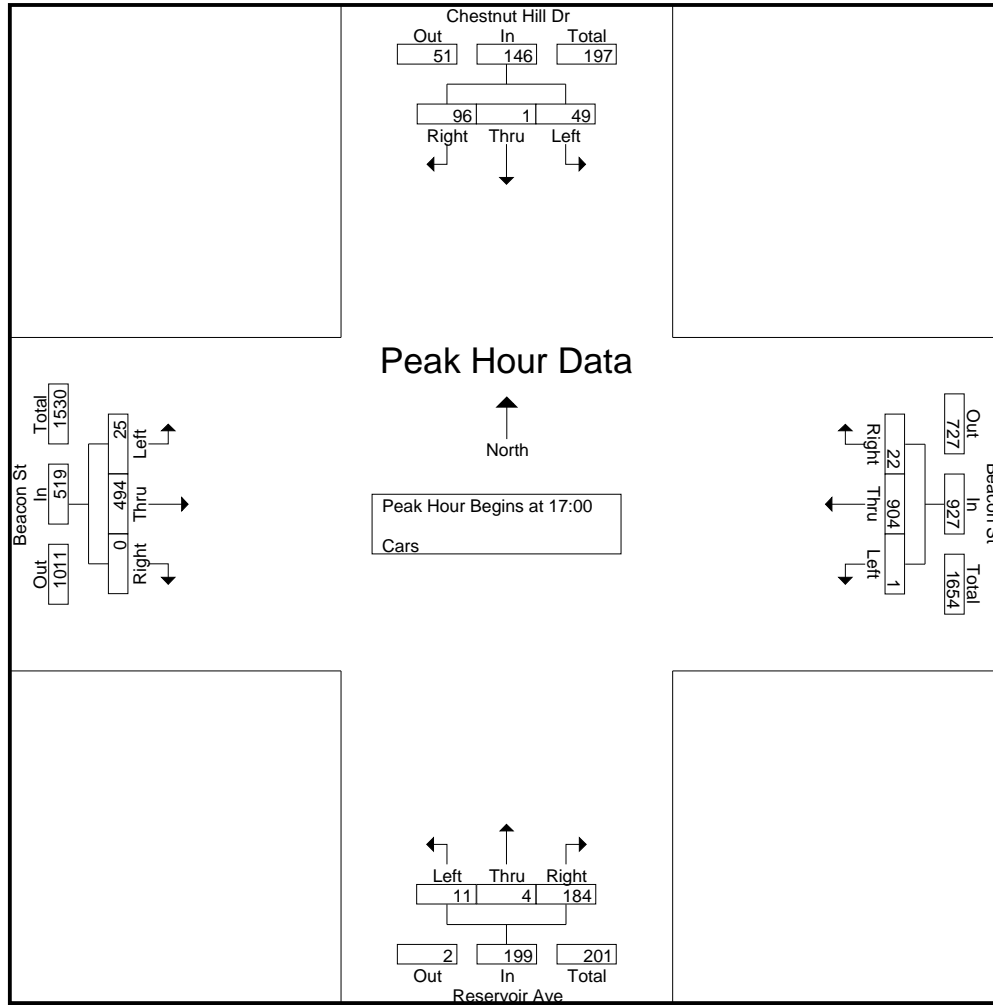 Chestnut Hill Dr
Out In Total
51 146 197
96 1 49
Right Thru Left
Peak Hour Data
North
Peak Hour Begins at 17:00
Cars
Beacon St
Total In Out
1530 519 1011
25 494 0
Left Thru Right
Beacon St
Out In Total
727 927 1654
22 904 1
Right Thru Left
Left Thru Right
11 4 184
2 199 201
Out In Total
Reservoir Ave